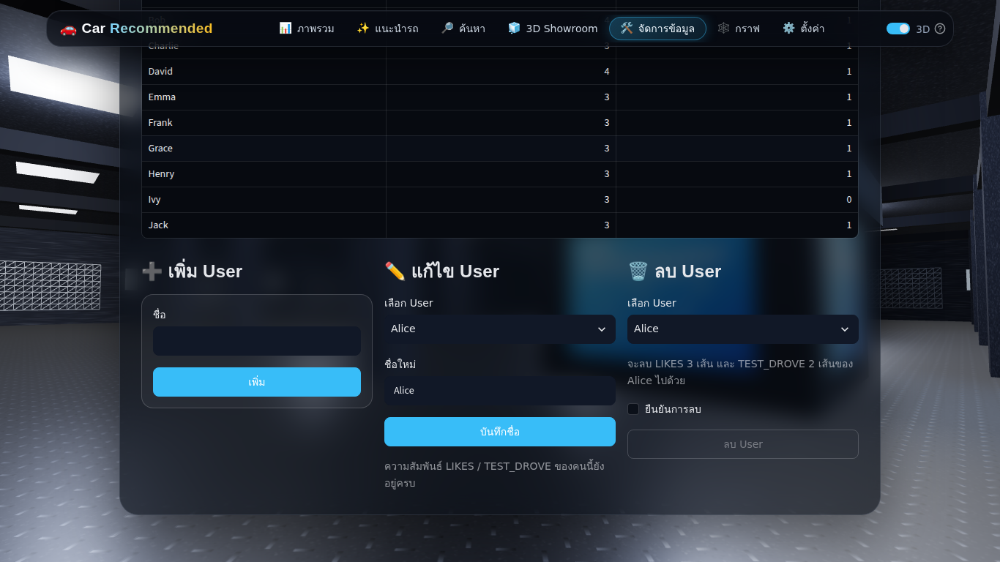 🚗 Car Recommended
📊 ภาพรวม
✨ แนะนำรถ
🔎 ค้นหา
🧊 3D Showroom
🛠️ จัดการข้อมูล
🕸️ กราฟ
⚙️ ตั้งค่า
3D
Bob 4 1
Charlie 3 1
David 4 1
Emma 3 1
Frank 3 1
Grace 3 1
Henry 3 1
Ivy 3 0
Jack 3 1
➕ เพิ่ม User
ชื่อ
เพิ่ม
✏️ แก้ไข User
เลือก User
Alice
ชื่อใหม่
Alice
บันทึกชื่อ
ความสัมพันธ์ LIKES / TEST_DROVE ของคนนี้ยัง
อยู่ครบ
🗑️ ลบ User
เลือก User
Alice
จะลบ LIKES 3 เส้น และ TEST_DROVE 2 เส้นของ
Alice ไปด้วย
ยืนยันการลบ
ลบ User